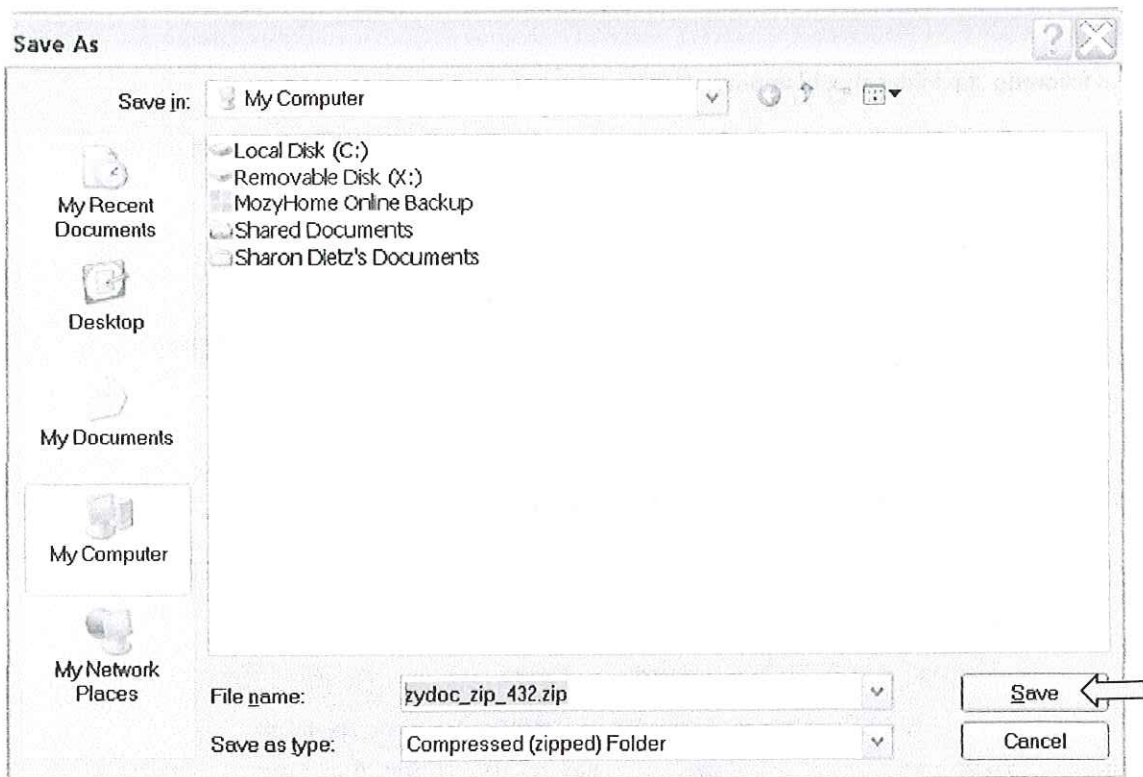 Save As
Save in:
My Computer
My Recent
Documents
Desktop
My Documents
My Computer
My Network
Places
Local Disk (C:)
Removable Disk (X:)
MozyHome Online Backup
Shared Documents
Sharon Dietz's Documents
File name:
zydoc_zip_432.zip
Save
Save as type:
Compressed (zipped) Folder
Cancel